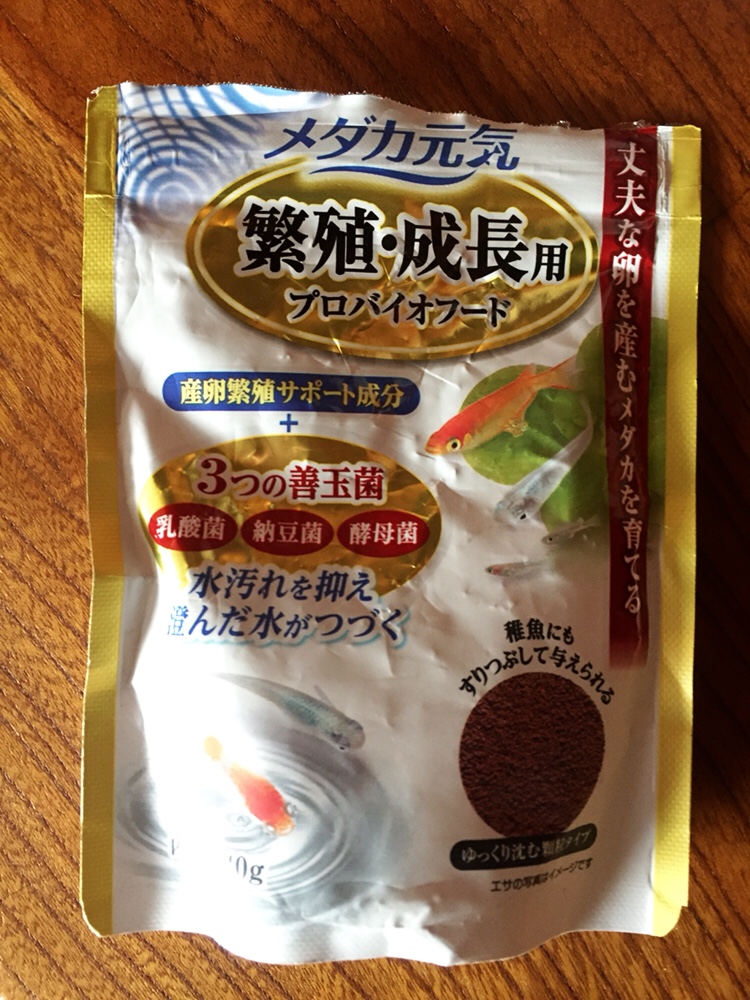 メダカ元気
繁殖・成長用
プロバイオフード
丈夫な卵を産むメダカを育てる
産卵繁殖サポート成分
+
3つの善玉菌
乳酸菌 納豆菌 酵母菌
水汚れを抑え
澄んだ水がつづく
稚魚にも
すりつぶして与えられる
ゆっくり沈む顆粒タイプ
エサの写真はイメージです